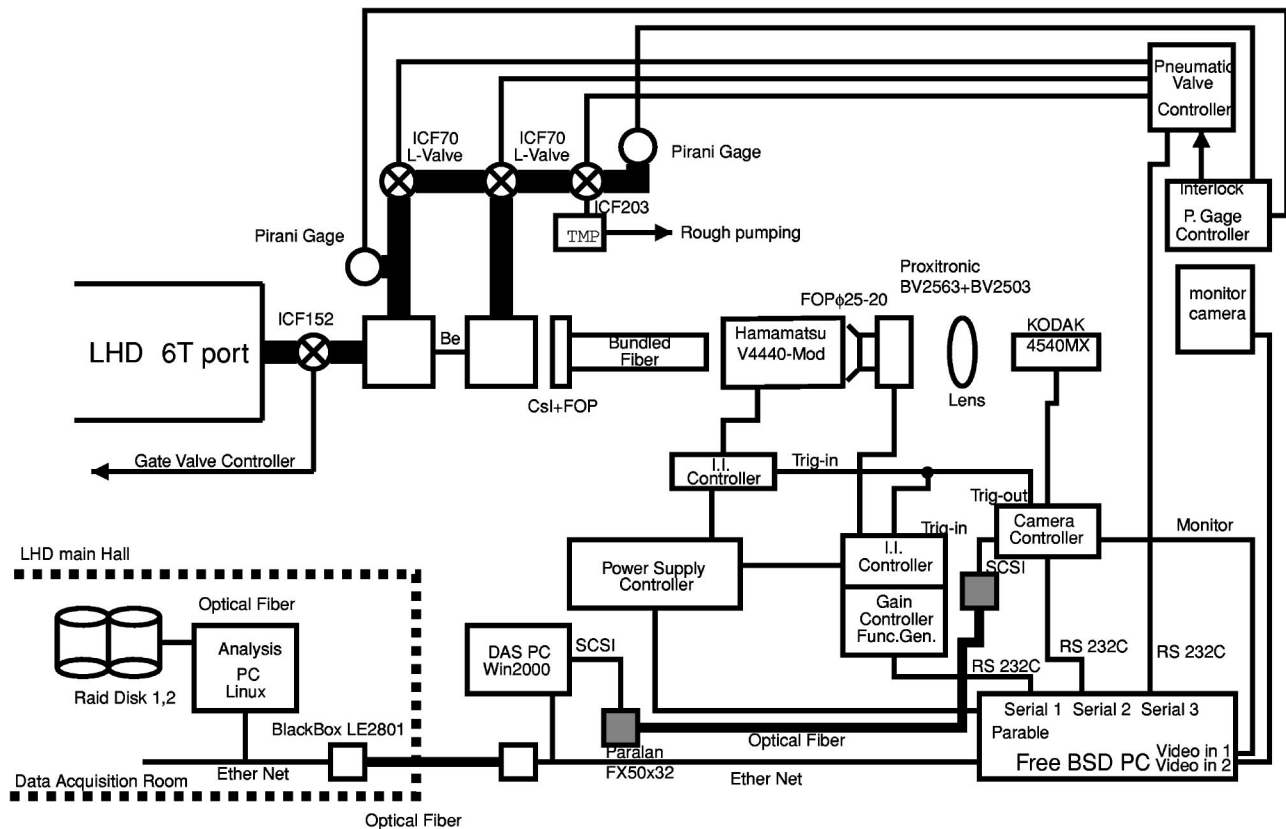 Pneumatic
Valve
Controller
ICF70
L-Valve
ICF70
L-Valve
Pirani Gage
Interlock
P. Gage
Controller
ICF203
TMP
Rough pumping
Pirani Gage
Proxitronic
BV2563+BV2503
FOPϕ25-20
monitor
camera
ICF152
LHD 6T port
Be
Bundled
Fiber
Hamamatsu
V4440-Mod
KODAK
4540MX
CsI+FOP
Lens
Gate Valve Controller
I.I.
Controller
Trig-in
Trig-out
Trig-in
Camera
Controller
Monitor
LHD main Hall
Power Supply
Controller
I.I.
Controller
SCSI
Gain
Controller
Func.Gen.
Optical Fiber
Analysis
PC
Linux
Raid Disk 1,2
DAS PC
Win2000
SCSI
RS 232C
RS 232C
RS 232C
BlackBox LE2801
Serial 1
Serial 2
Serial 3
Parable
Optical Fiber
Paralan
FX50x32
Video in 1
Free BSD PC
Video in 2
Ether Net
Ether Net
Data Acquisition Room
Optical Fiber